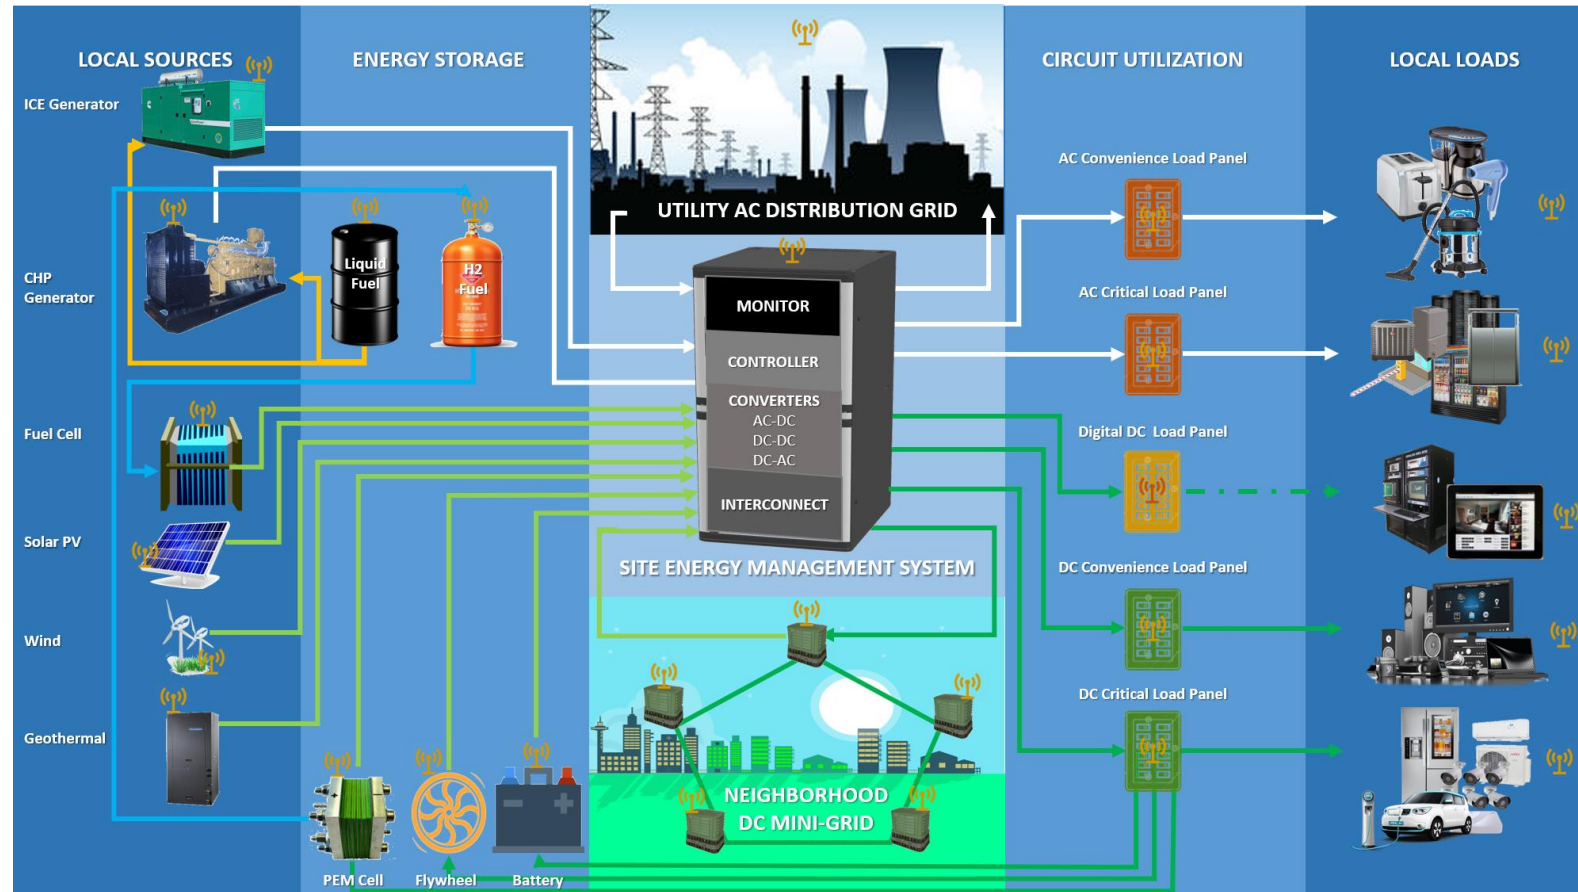 LOCAL SOURCES
ENERGY STORAGE
CIRCUIT UTILIZATION
LOCAL LOADS
ICE Generator
CHP
Generator
Fuel Cell
Solar PV
Wind
Geothermal
Liquid
Fuel
H2
Fuel
PEM Cell
Flywheel
Battery
UTILITY AC DISTRIBUTION GRID
MONITOR
CONTROLLER
CONVERTERS
AC-DC
DC-DC
DC-AC
INTERCONNECT
SITE ENERGY MANAGEMENT SYSTEM
NEIGHBORHOOD
DC MINI-GRID
AC Convenience Load Panel
AC Critical Load Panel
Digital DC Load Panel
DC Convenience Load Panel
DC Critical Load Panel